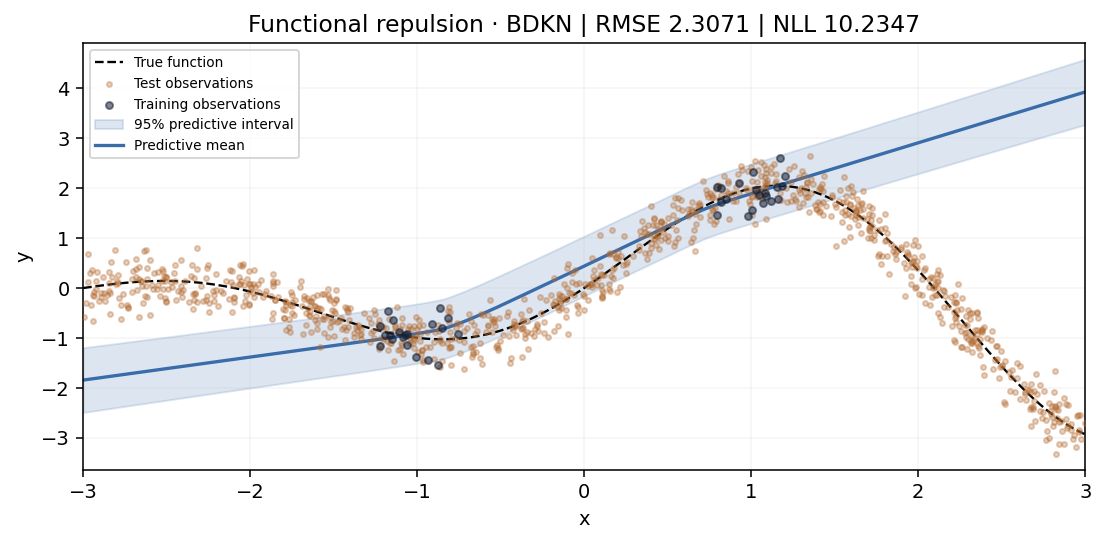 Functional repulsion · BDKN | RMSE 2.3071 | NLL 10.2347
True function
Test observations
Training observations
95% predictive interval
Predictive mean
y
4
3
2
1
0
−1
−2
−3
−3 −2 −1 0 1 2 3
x